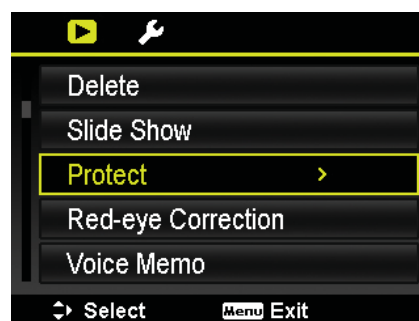 Delete
Slide Show
Protect >
Red-eye Correction
Voice Memo
Select Menu Exit